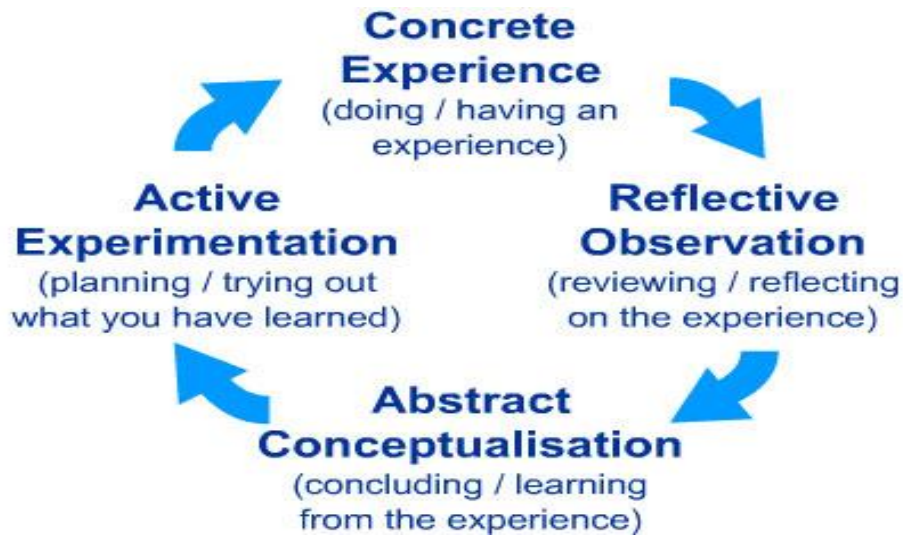 Concrete
Experience
(doing / having an
experience)
Reflective
Observation
(reviewing / reflecting
on the experience)
Abstract
Conceptualisation
(concluding / learning
from the experience)
Active
Experimentation
(planning / trying out
what you have learned)